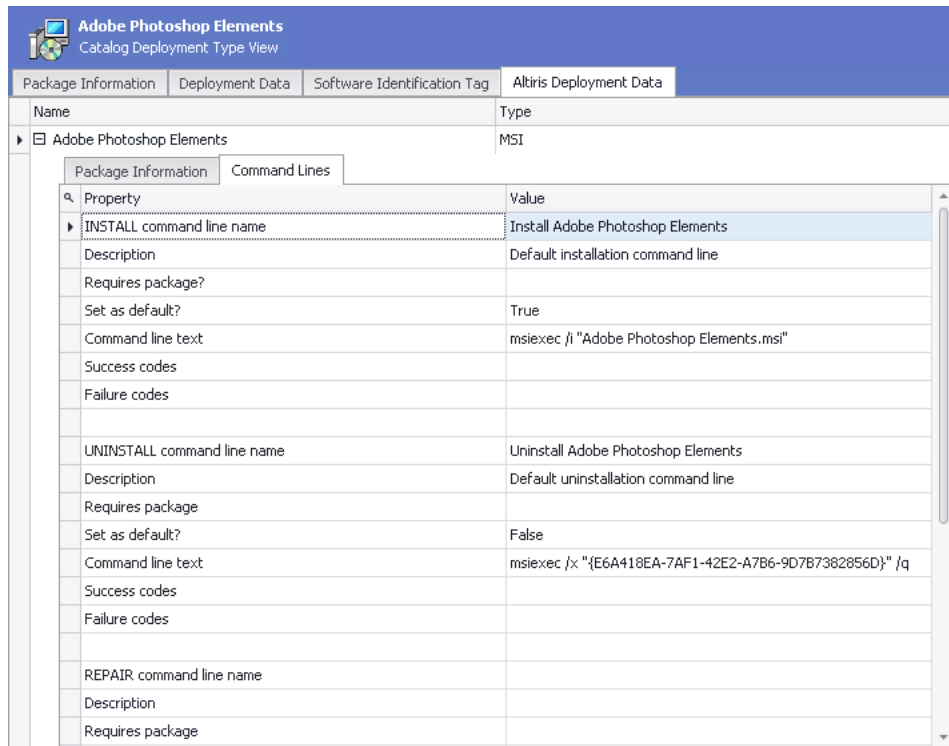 Adobe Photoshop Elements
Catalog Deployment Type View
Package Information Deployment Data Software Identification Tag Altiris Deployment Data
Name Type
Adobe Photoshop Elements MSI
Package Information Command Lines
Property Value
INSTALL command line name Install Adobe Photoshop Elements
Description Default installation command line
Requires package?
Set as default? True
Command line text msiexec /i "Adobe Photoshop Elements.msi"
Success codes
Failure codes
UNINSTALL command line name Uninstall Adobe Photoshop Elements
Description Default uninstallation command line
Requires package
Set as default? False
Command line text msiexec /x "{E6A418EA-7AF1-42E2-A7B6-9D7B7382856D}" /q
Success codes
Failure codes
REPAIR command line name
Description
Requires package